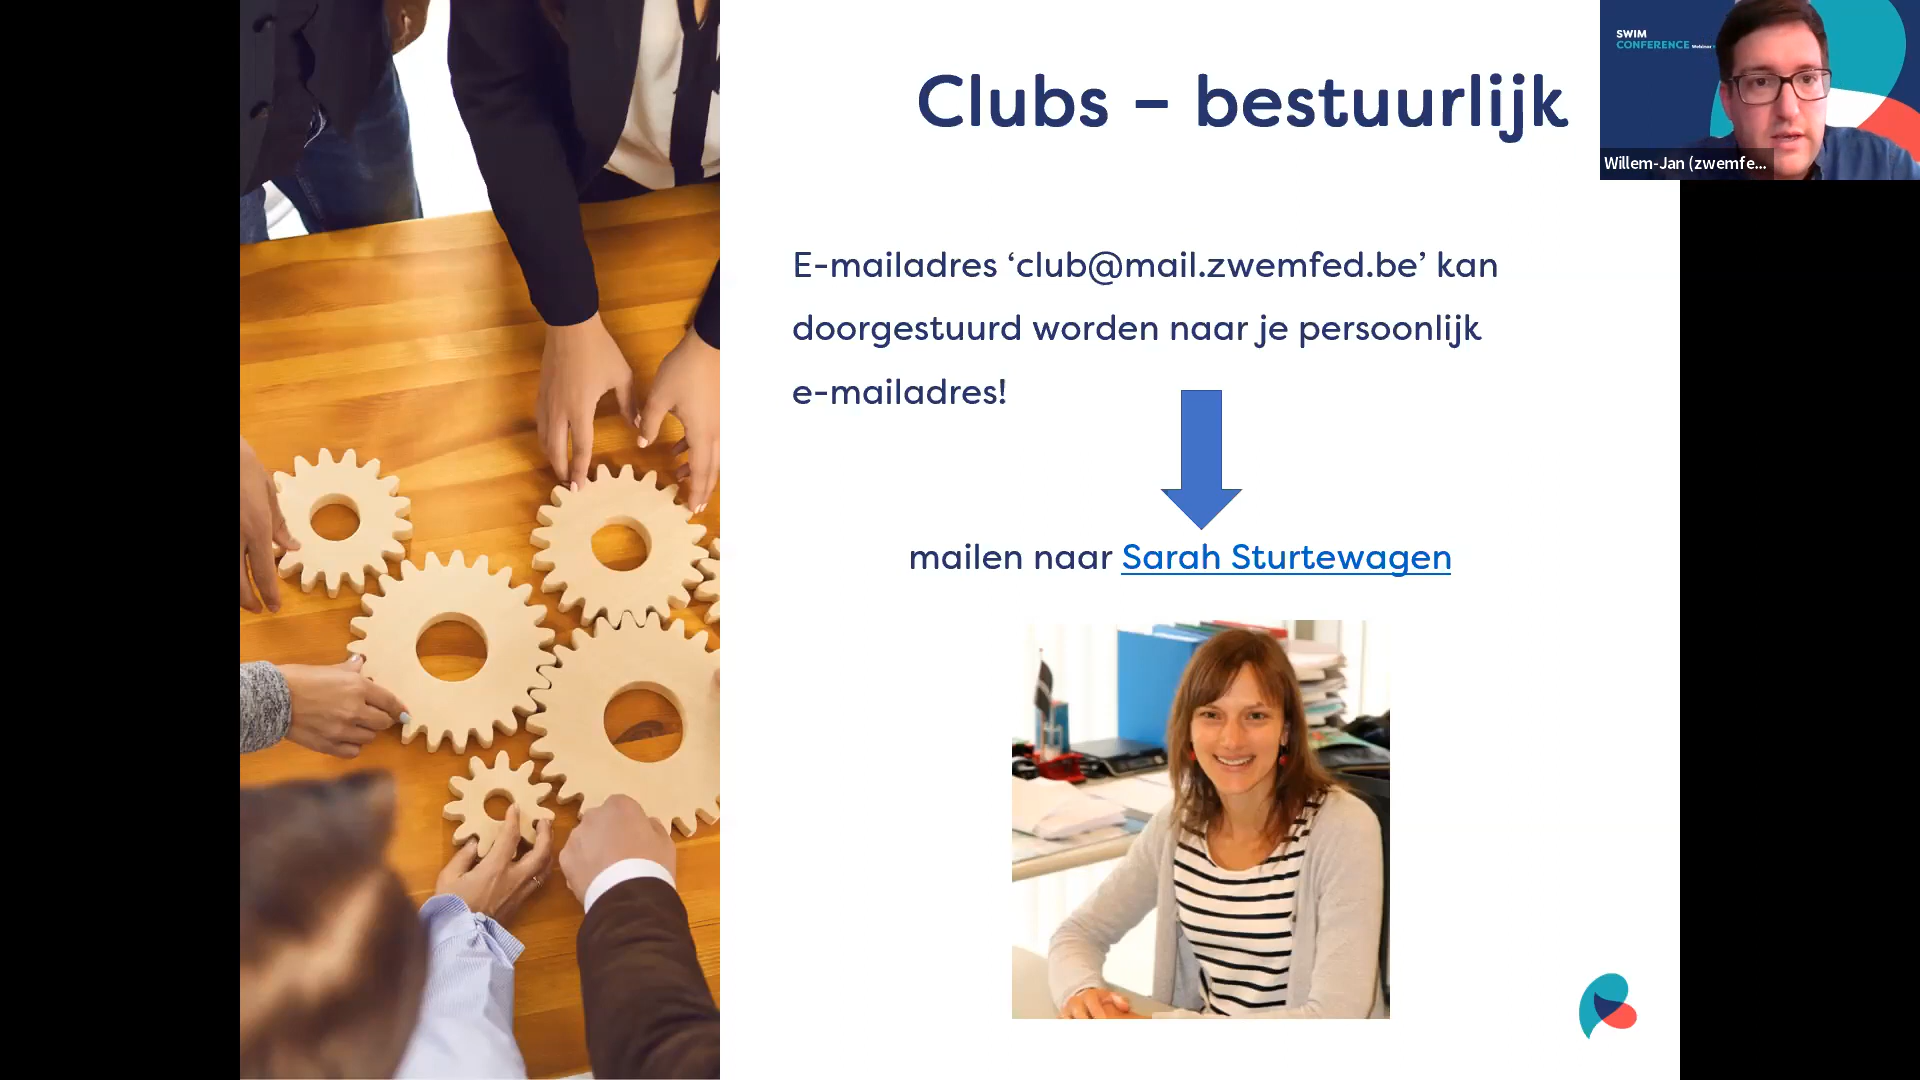 Clubs – bestuurlijk
SWIM
CONFERENCE Webinar
Willem-Jan (zwemfe...
E-mailadres ‘club@mail.zwemfed.be’ kan
doorgestuurd worden naar je persoonlijk
e-mailadres!
mailen naar Sarah Sturtewagen